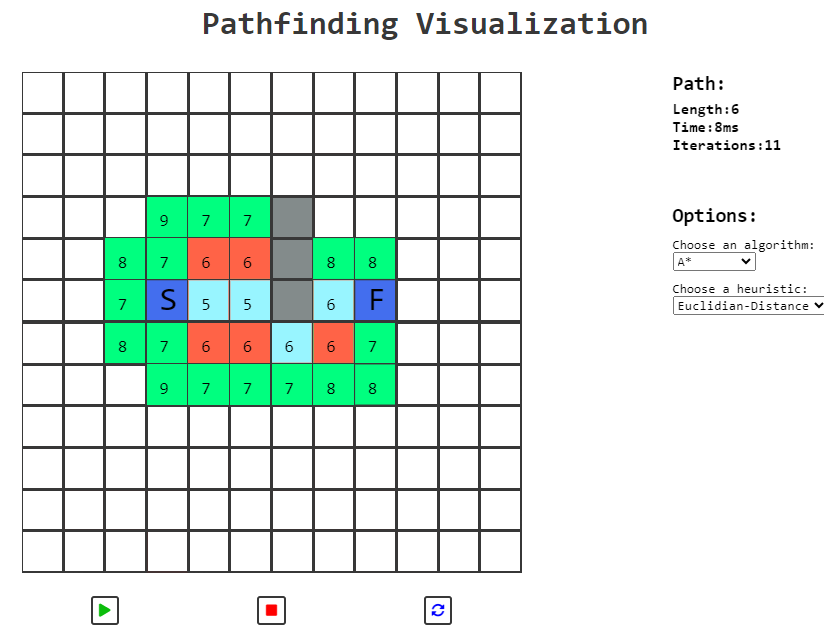 Pathfinding Visualization
Path:
Length:6
Time:8ms
Iterations:11
Options:
Choose an algorithm:
A*
Choose a heuristic:
Euclidian-Distance
9 7 7
8 7 6 6 8 8
7 S 5 5 6 F
8 7 6 6 6 6 7
9 7 7 7 8 8